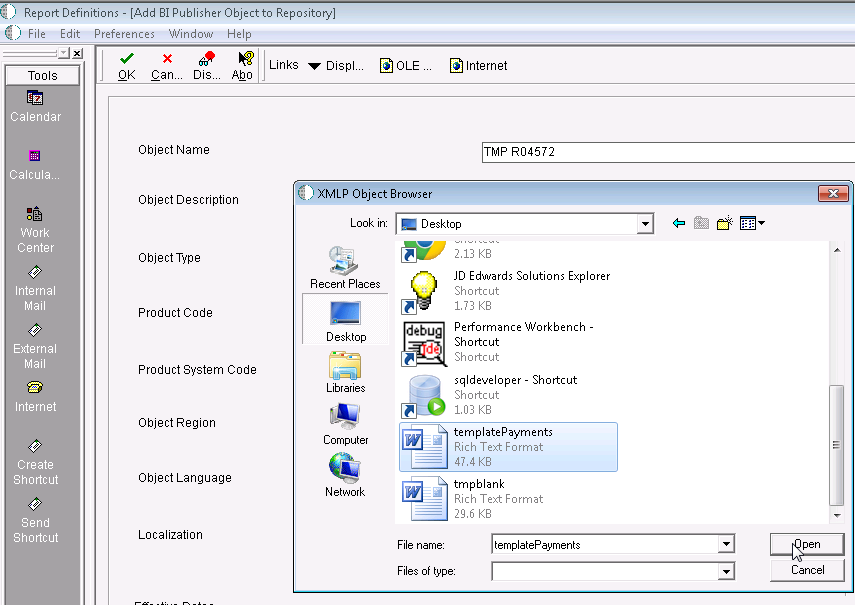 Report Definitions - [Add BI Publisher Object to Repository]
File Edit Preferences Window Help
Tools
OK Can... Dis... Abo Links Displ... OLE ... Internet
Calendar
Calcula...
Work
Center
Internal
Mail
External
Mail
Internet
Create
Shortcut
Send
Shortcut
Object Name
TMP R04572
Object Description
Object Type
Product Code
Product System Code
Object Region
Object Language
Localization
XMLP Object Browser
Look in: Desktop
Recent Places
Desktop
Libraries
Computer
Network
Shortcut
2.13 KB
JD Edwards Solutions Explorer
Shortcut
1.73 KB
debug
jde
Performance Workbench -
Shortcut
Shortcut
sqldeveloper - Shortcut
Shortcut
1.03 KB
templatePayments
Rich Text Format
47.4 KB
tmpblank
Rich Text Format
29.6 KB
File name: templatePayments Open
Files of type: Cancel
Effective Dates